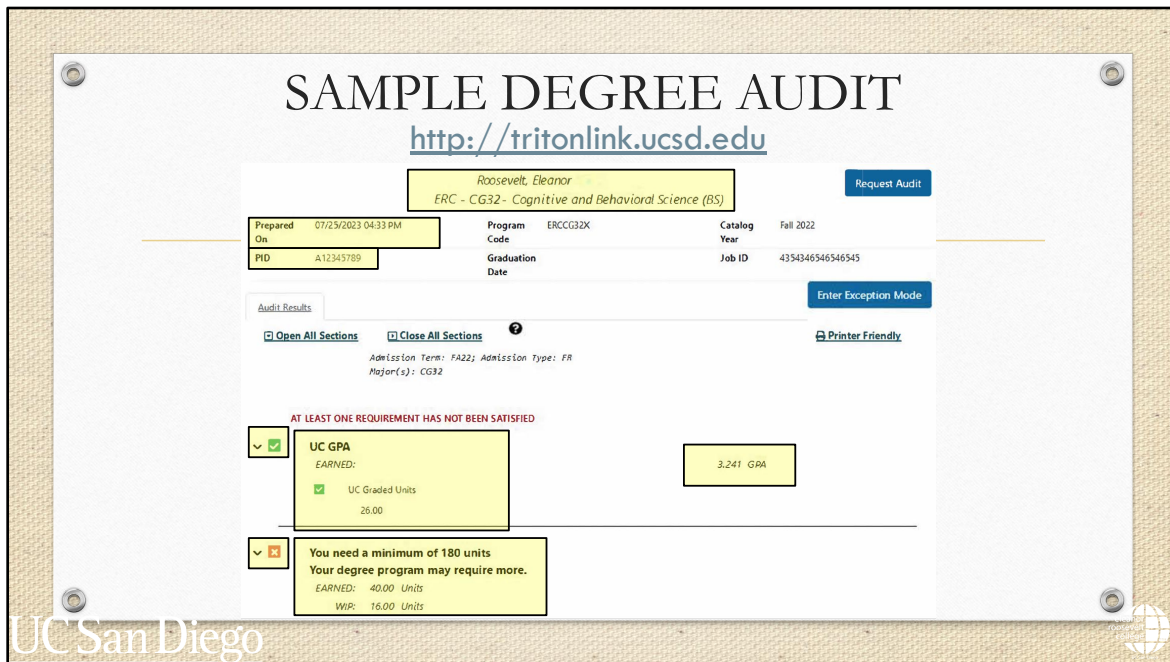 SAMPLE DEGREE AUDIT
http://tritonlink.ucsd.edu
Roosevelt, Eleanor
ERC - CG32- Cognitive and Behavioral Science (BS)
Request Audit
Prepared On 07/25/2023 04:33 PM Program Code ERCCG32X Catalog Year Fall 2022
PID A12345789 Graduation Date Job ID 4354346546546545
Audit Results
Enter Exception Mode
Open All Sections Close All Sections ? Printer Friendly
Admission Term: FA22; Admission Type: FR
Major(s): CG32
AT LEAST ONE REQUIREMENT HAS NOT BEEN SATISFIED
UC GPA
EARNED: 3.241 GPA
UC Graded Units
26.00
You need a minimum of 180 units
Your degree program may require more.
EARNED: 40.00 Units
WIP: 16.00 Units
UC San Diego